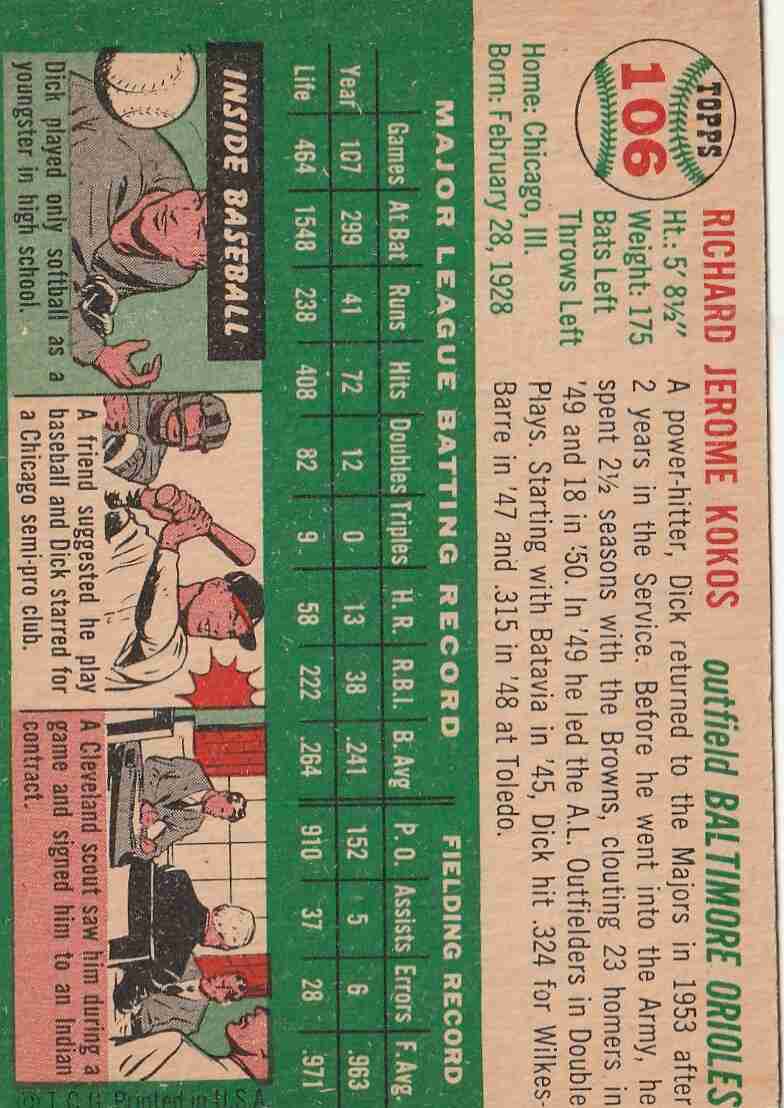 TOPPS
106
RICHARD JEROME KOKOS
outfield BALTIMORE ORIOLES
Ht.: 5' 8½"
Weight: 175
Bats Left
Throws Left
Home: Chicago, Ill.
Born: February 28, 1928
A power-hitter, Dick returned to the Majors in 1953 after
2 years in the Service. Before he went into the Army, he
spent 2½ seasons with the Browns, clouting 23 homers in
'49 and 18 in '50. In '49 he led the A.L. Outfielders in Double
Plays. Starting with Batavia in '45, Dick hit .324 for Wilkes-
Barre in '47 and .315 in '48 at Toledo.
MAJOR LEAGUE BATTING RECORD FIELDING RECORD
Games At Bat Runs Hits Doubles Triples H. R. R.B.I. B. Avg P. O. Assists Errors F. Avg.
Year 107 299 41 72 12 0 13 38 .241 152 5 6 .963
Life 464 1548 238 408 82 9 58 222 .264 910 37 28 .971
INSIDE BASEBALL
Dick played only softball as a
youngster in high school.
A friend suggested he play
baseball and Dick starred for
a Chicago semi-pro club.
A Cleveland scout saw him during a
game and signed him to an Indian
contract.
© T. C. G. Printed in U.S.A.